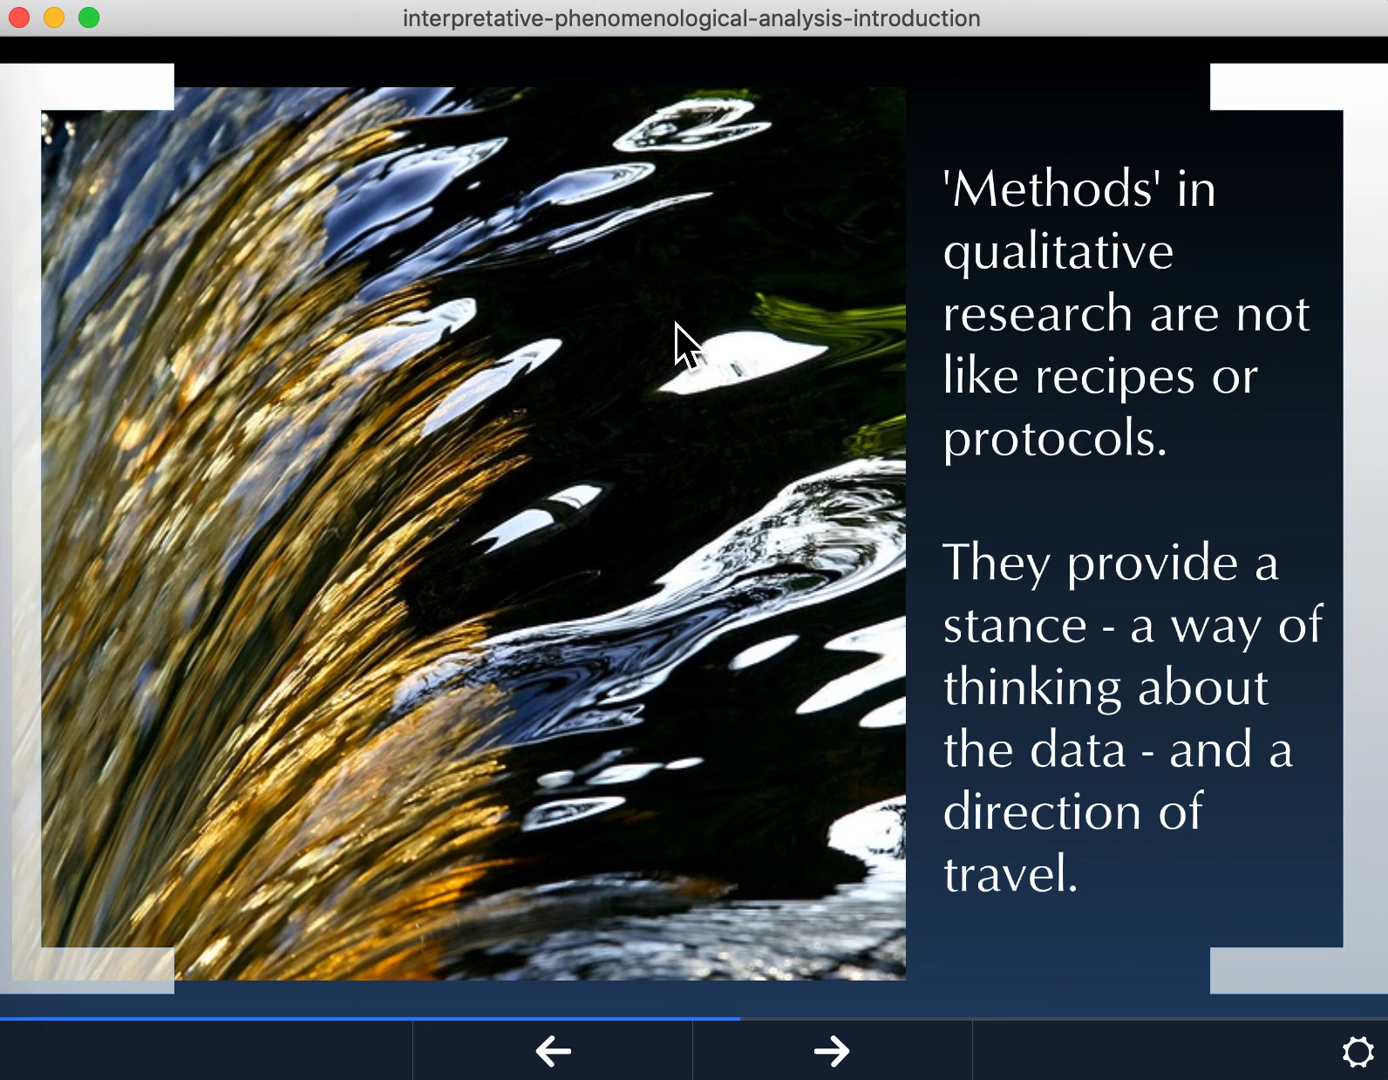 interpretative-phenomenological-analysis-introduction
'Methods' in
qualitative
research are not
like recipes or
protocols.
They provide a
stance - a way of
thinking about
the data - and a
direction of
travel.